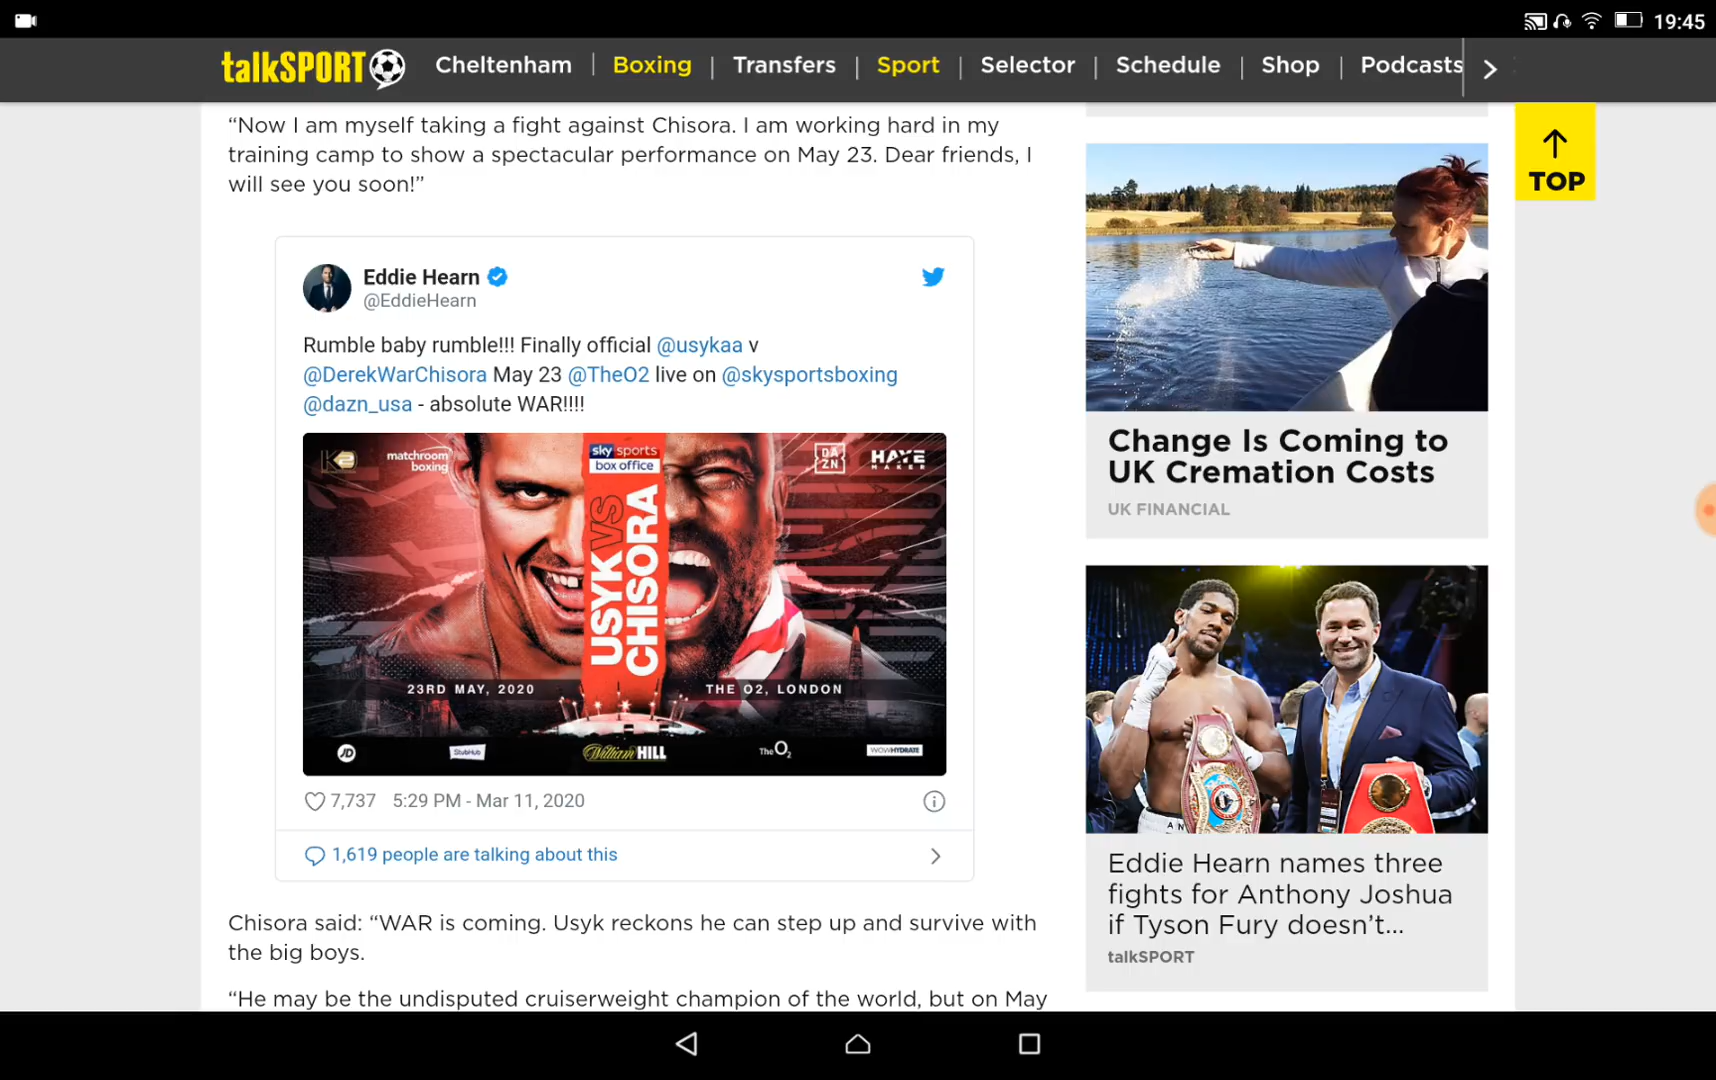 19:45
talkSPORT
Cheltenham | Boxing | Transfers | Sport | Selector | Schedule | Shop | Podcasts
“Now I am myself taking a fight against Chisora. I am working hard in my
training camp to show a spectacular performance on May 23. Dear friends, I
will see you soon!”
Eddie Hearn
@EddieHearn
Rumble baby rumble!!! Finally official @usykaa v
@DerekWarChisora May 23 @TheO2 live on @skysportsboxing
@dazn_usa - absolute WAR!!!!
K2
matchroom
boxing
sky sports
box office
DAZN
HAYE
MAKER
USYK VS
CHISORA
23RD MAY, 2020
THE O2, LONDON
JD
StubHub
William HILL
The O2
WOWHYDRATE
7,737 5:29 PM - Mar 11, 2020
1,619 people are talking about this
Chisora said: “WAR is coming. Usyk reckons he can step up and survive with
the big boys.
“He may be the undisputed cruiserweight champion of the world, but on May
TOP
Change Is Coming to
UK Cremation Costs
UK FINANCIAL
AN
Eddie Hearn names three
fights for Anthony Joshua
if Tyson Fury doesn’t...
talkSPORT